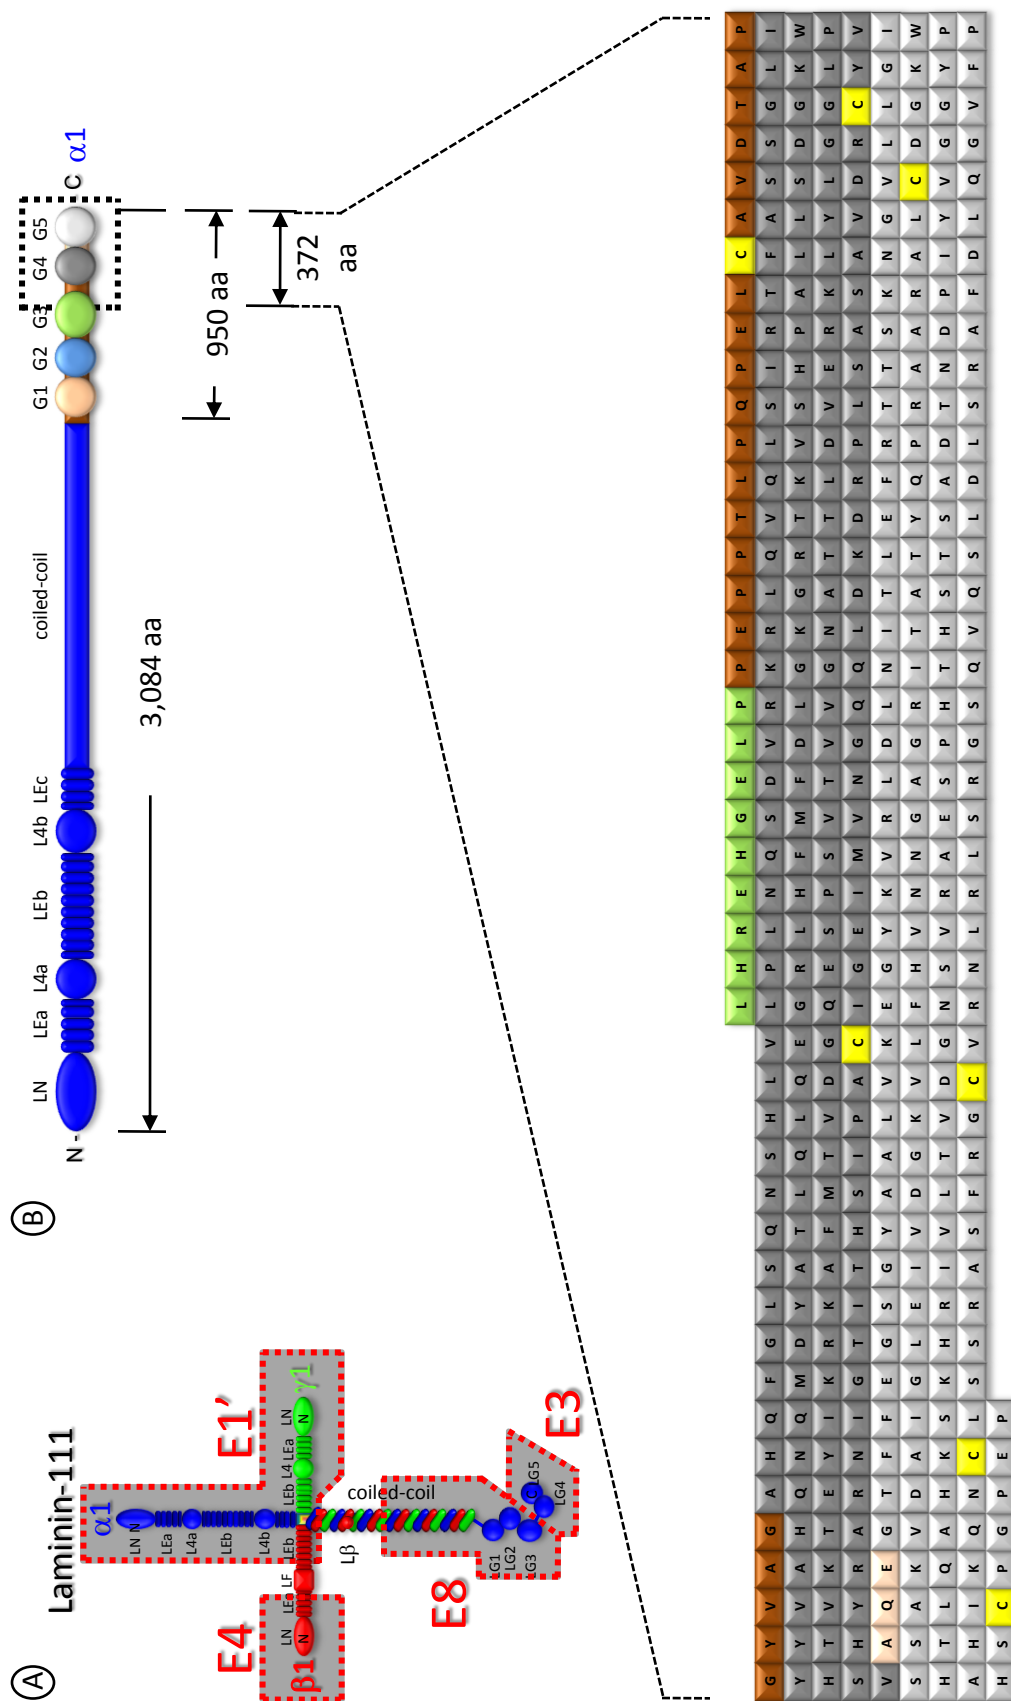 A
Laminin-111
α1
LN N
LEa
L4a
LEb
L4b
E1’
γ1
LN
N
LEa
L4
LEb
E4
β1
LN
N
LEa
LF
LEb
Lβ
coiled-coil
E8
LG1
LG2
LG3
LG4
LG5
C
E3
B
N -
LN
LEa
L4a
LEb
L4b
LEc
coiled-coil
G1
G2
G3
G4
G5
- C
α1
3,084 aa
950 aa
372
aa
L H R E H G E L P P E P P T L P Q P E L C A V D T A P
G Y V A G A H Q F G L S Q N S H L V L P L N Q S D V R K R L Q V Q L S I R T F A S S G L I
Y Y V A H Q N Q M D Y A T L Q L Q E G R L H F M F D L G K G R T K V S H P A L L S D G K W
H T V K T E Y I K R K A F M T V D G Q E S P S V T V V G N A T T L D V E R K L Y L G G L P
S H Y R A R N I G T I T H S I P A C I G E I M V N G Q Q L D K D R P L S A S A V D R C Y V
V A Q E G T F F E G S G Y A A L V K E G Y K V R L D L N I T L E F R T T S K N G V L L G I
S S A K V D A I G L E I V D G K V L F H V N N G A G R I T A T Y Q P R A A R A L C D G K W
H T L Q A H K S K H R I V L T V D G N S V R A E S P H T H S T S A D T N D P I Y V G G Y P
A H I K Q N C L S S R A S F R G C V R N L R L S R G S Q V Q S L D L S R A F D L Q G V F P
H S C P G P E P